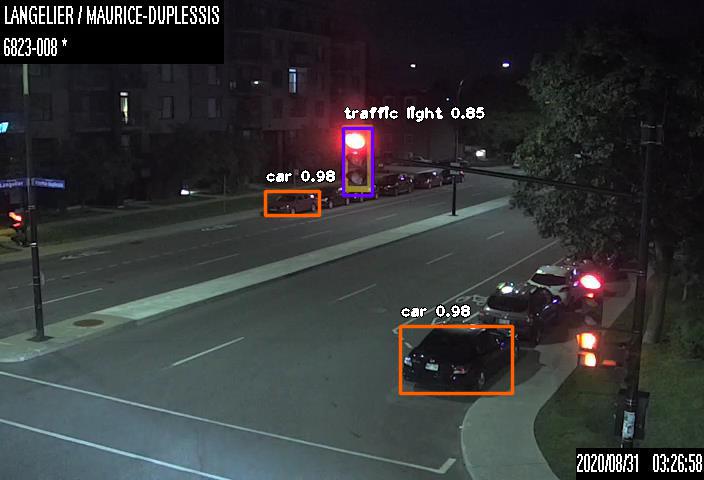 LANGELIER / MAURICE-DUPLESSIS
6823-008 *
traffic light 0.85
car 0.98
Langelier
car 0.98
2020/08/31 03:26:58